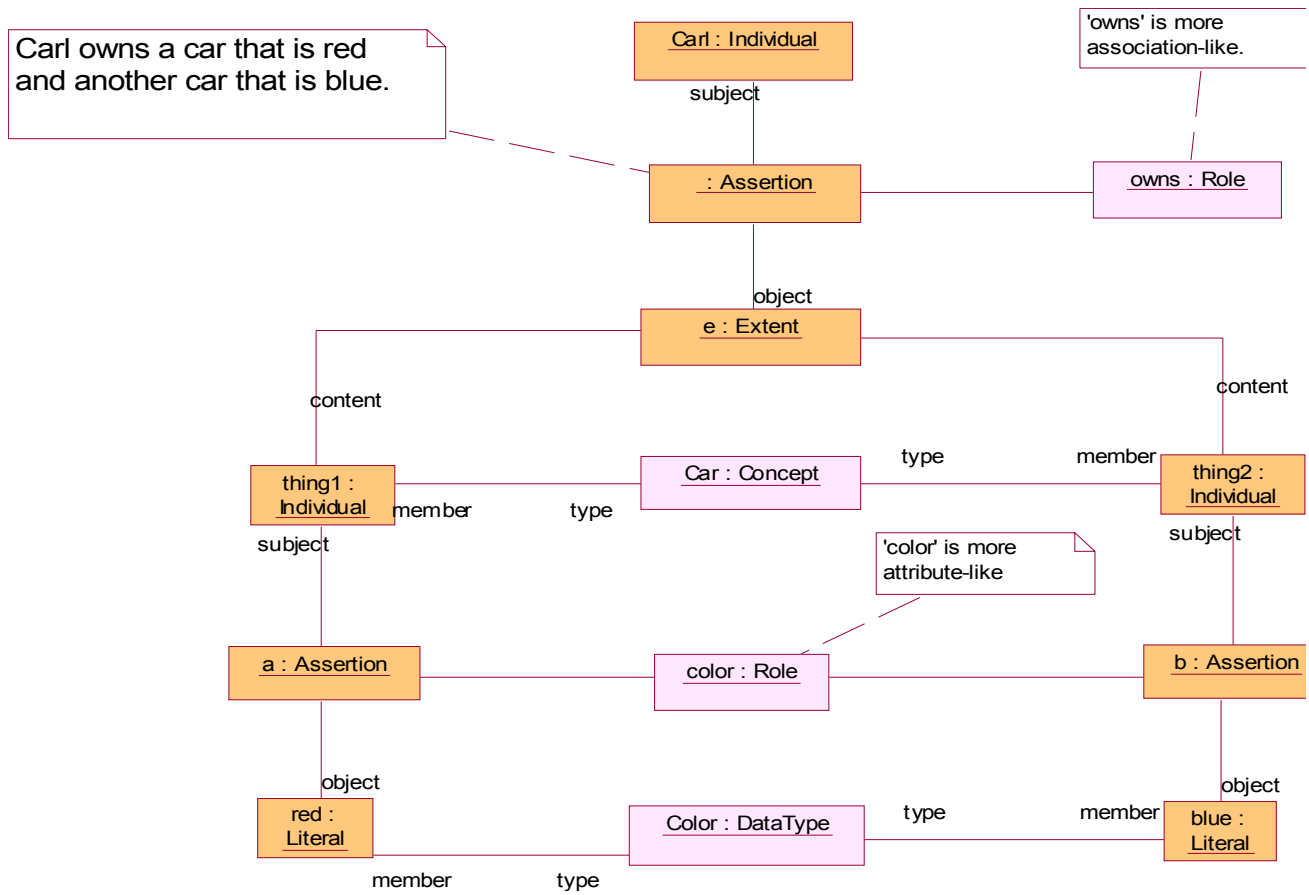 Carl owns a car that is red
and another car that is blue.
Carl : Individual
'owns' is more
association-like.
subject
: Assertion
owns : Role
object
e : Extent
content
content
thing1 :
Individual
member
type
Car : Concept
type
member
thing2 :
Individual
subject
subject
'color' is more
attribute-like
a : Assertion
color : Role
b : Assertion
object
object
red :
Literal
member
type
Color : DataType
type
member
blue :
Literal